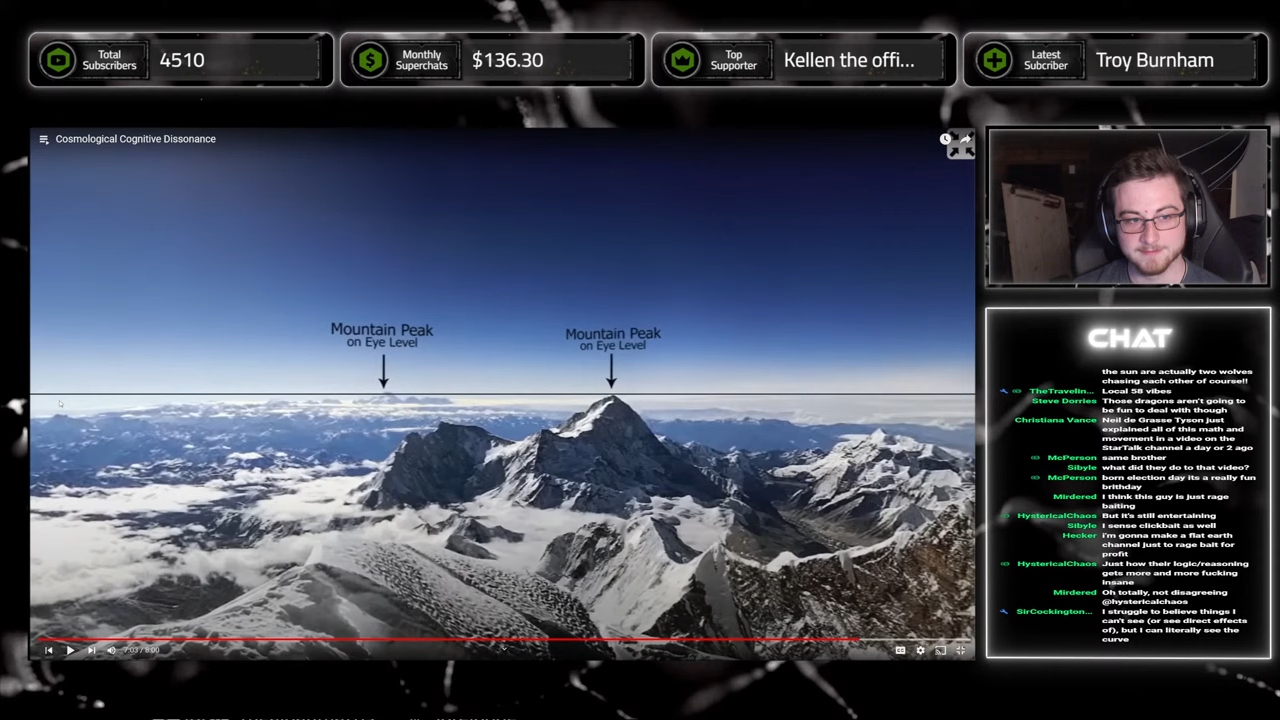 Total
Subscribers
4510
Monthly
Superchats
$136.30
Top
Supporter
Kellen the offi...
Latest
Subcriber
Troy Burnham
Cosmological Cognitive Dissonance
Mountain Peak
on Eye Level
Mountain Peak
on Eye Level
7:03 / 8:00
CC
CHAT
the sun are actually two wolves
chasing each other of course!!
TheTravelin... Local 58 vibes
Steve Dorries Those dragons aren't going to
be fun to deal with though
Christiana Vance Neil de Grasse Tyson just
explained all of this math and
movement in a video on the
StarTalk channel a day or 2 ago
McPerson same brother
Sibyle what did they do to that video?
McPerson born election day its a really fun
brithday
Mirdered I think this guy is just rage
baiting
HystericalChaos But it's still entertaining
Sibyle I sense clickbait as well
Hecker i'm gonna make a flat earth
channel just to rage bait for
profit
HystericalChaos Just how their logic/reasoning
gets more and more fucking
insane
Mirdered Oh totally, not disagreeing
@hystericalchaos
SirCockington... I struggle to believe things I
can't see (or see direct effects
of), but I can literally see the
curve